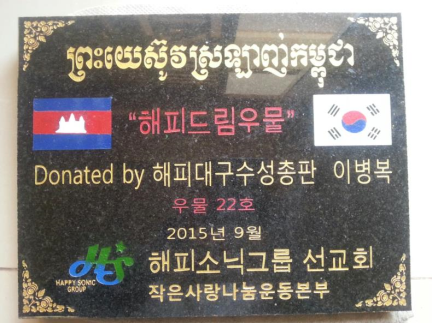 ព្រះយេស៊ូវស្រឡាញ់កម្ពុជា
“해피드림우물”
Donated by 해피대구수성총판 이병복
우물 22호
2015년 9월
HAPPY SONIC GROUP
해피소닉그룹 선교회
작은사랑나눔운동본부